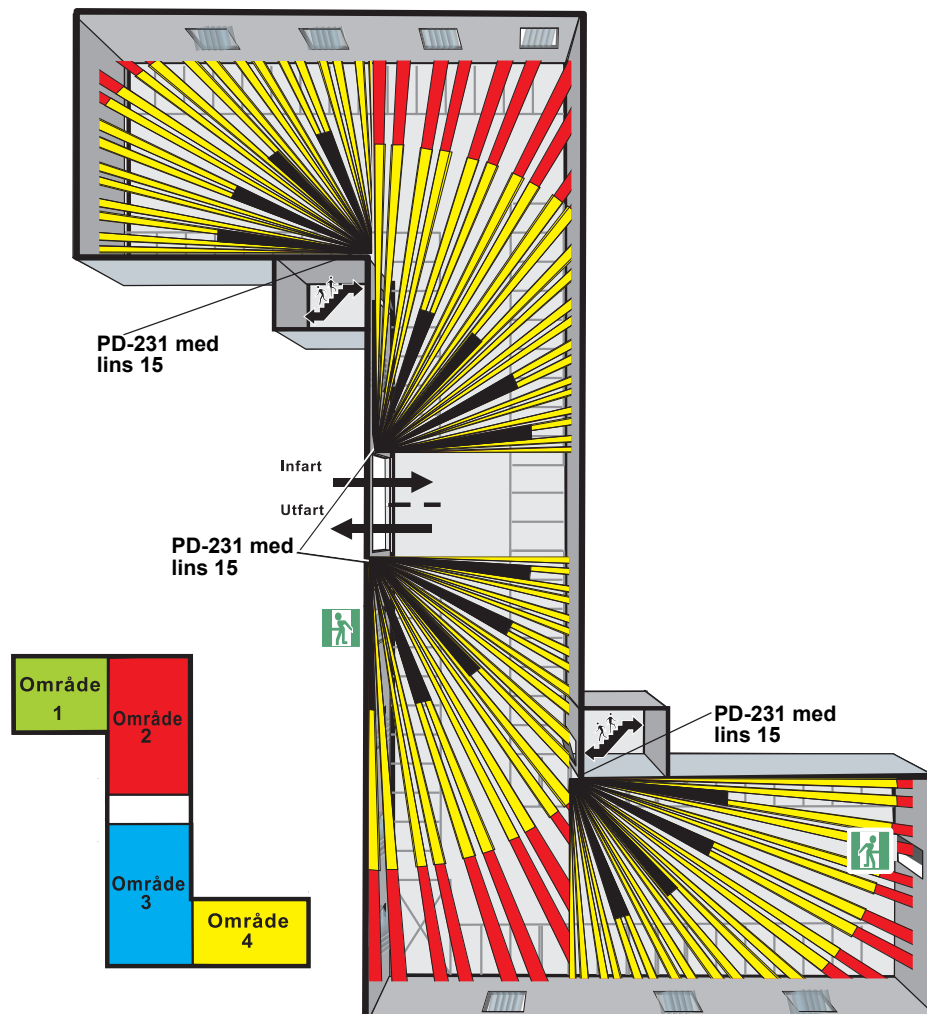 PD-231 med
lins 15
Infart
Utfart
PD-231 med
lins 15
Område
1
Område
2
Område
3
Område
4
PD-231 med
lins 15